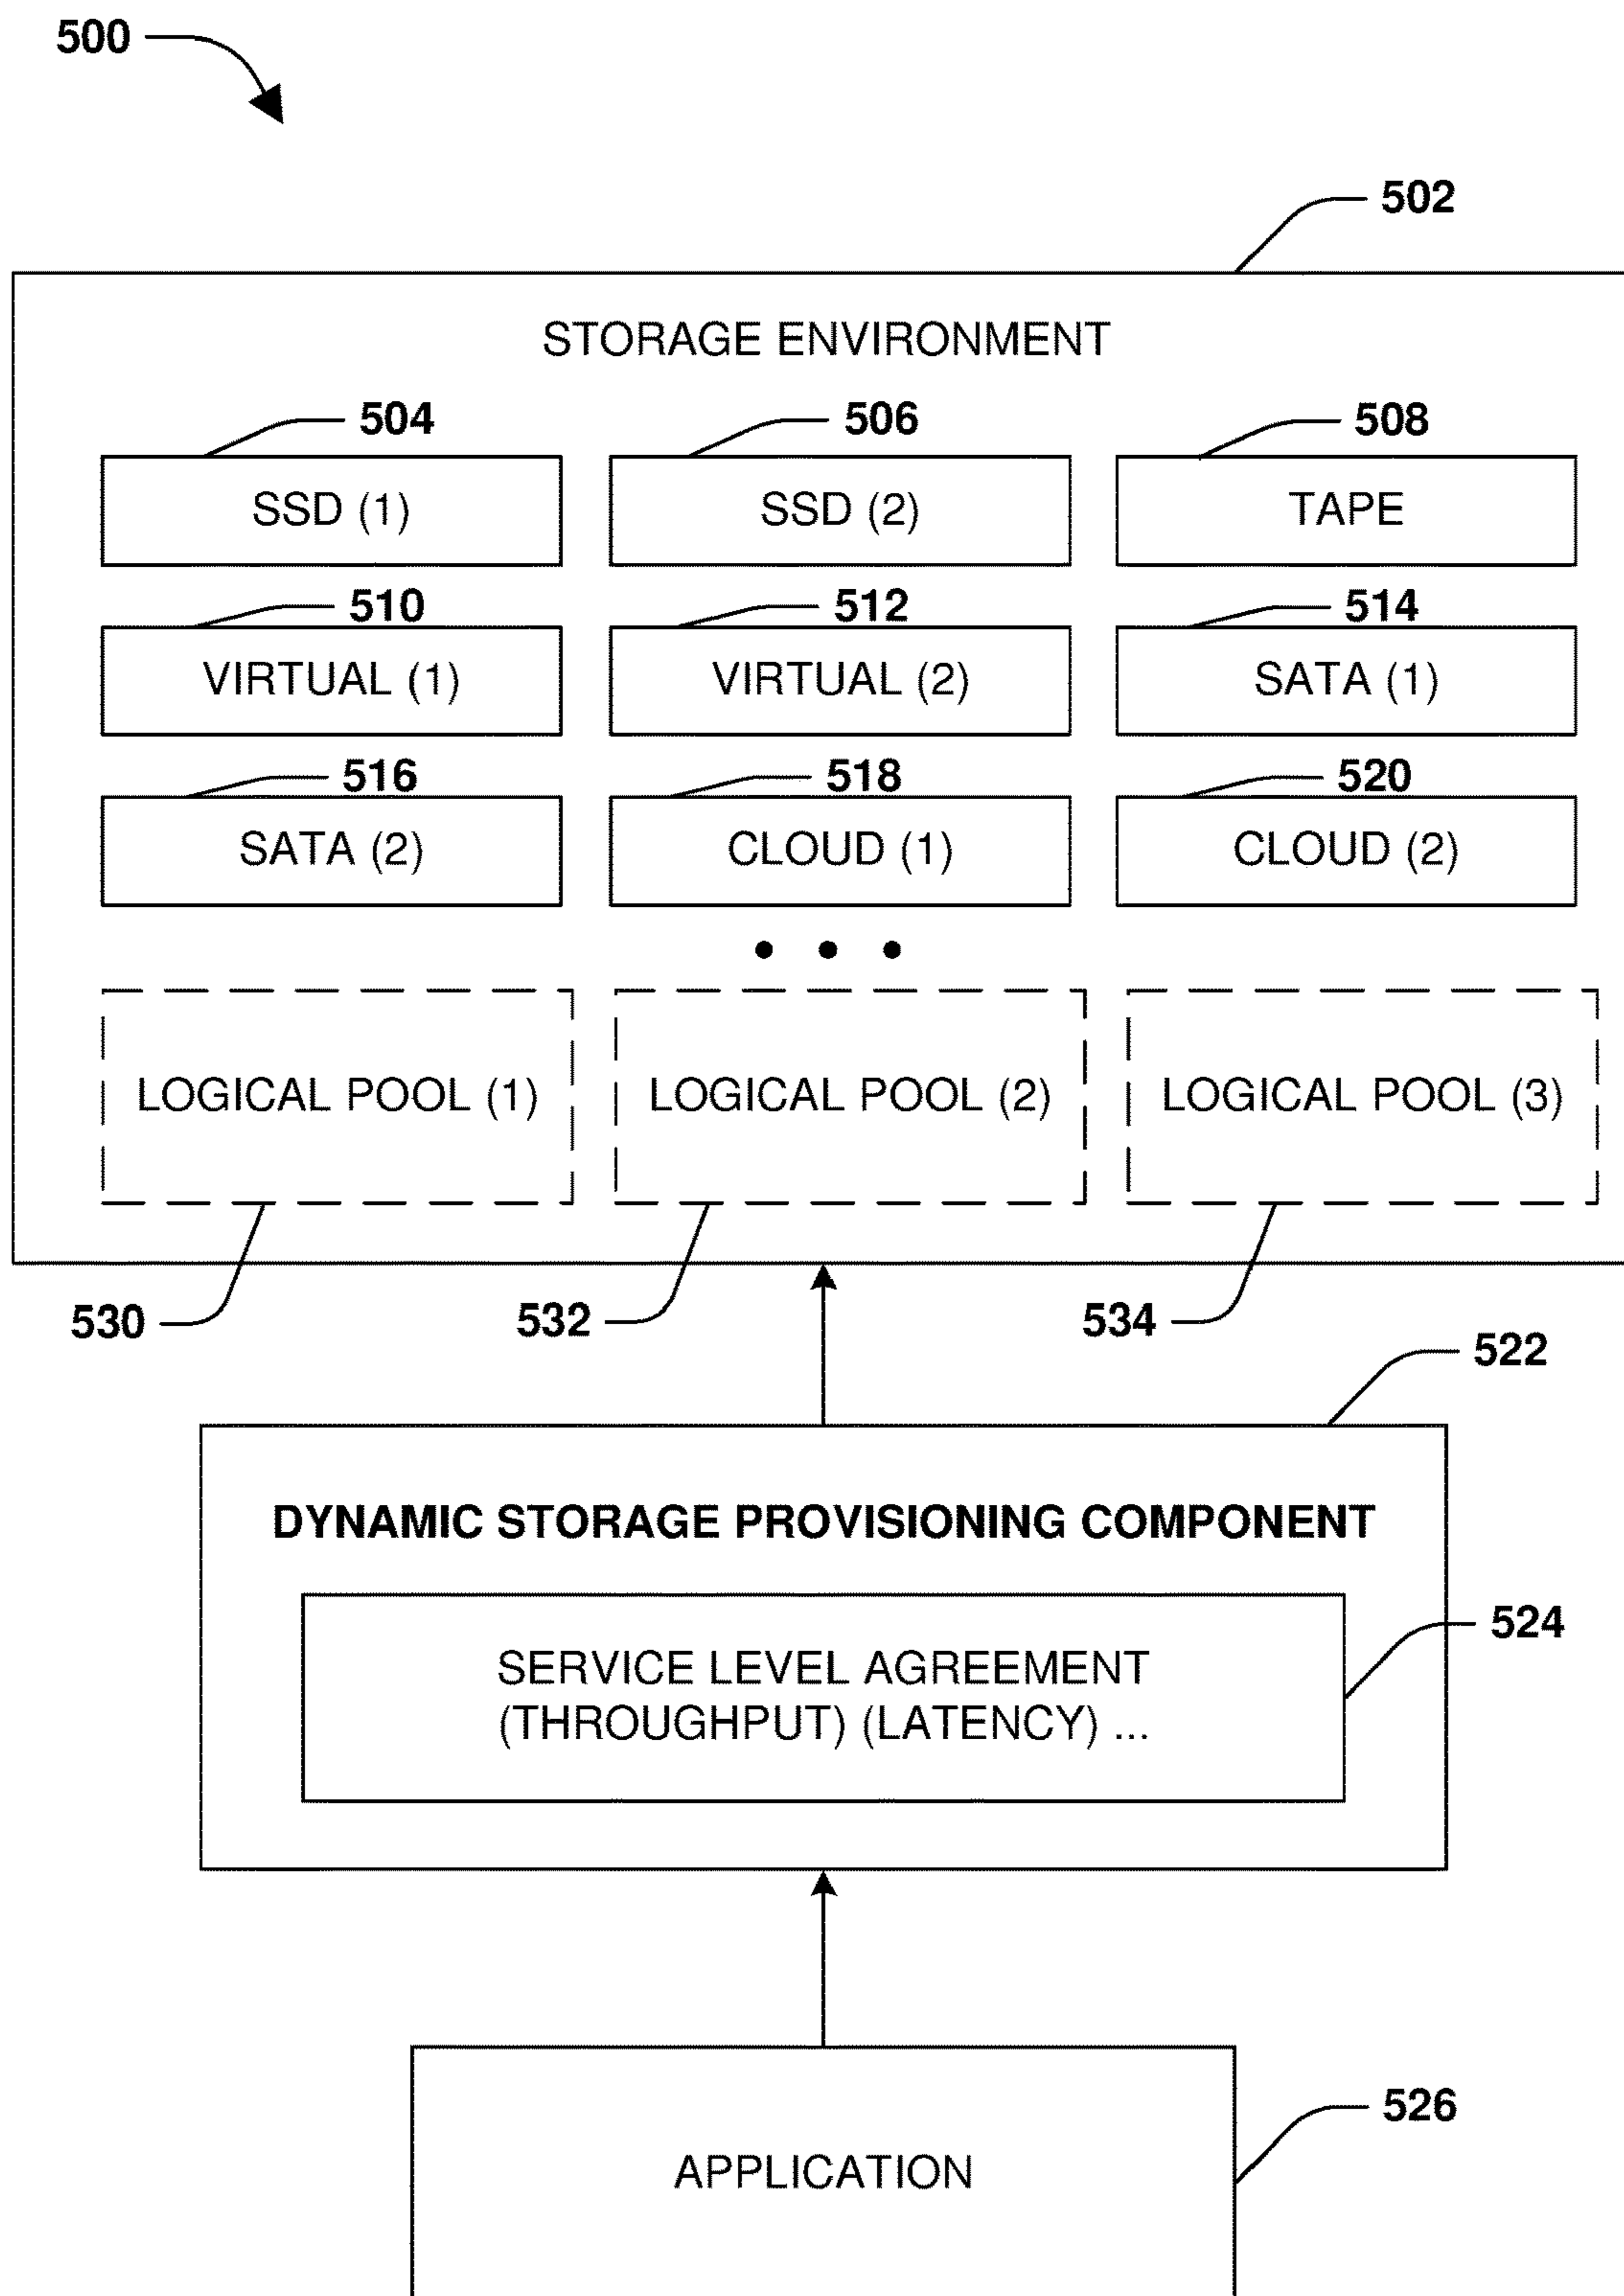 500
502
STORAGE ENVIRONMENT
504
506
508
SSD (1)
SSD (2)
TAPE
510
512
514
VIRTUAL (1)
VIRTUAL (2)
SATA (1)
516
518
520
SATA (2)
CLOUD (1)
CLOUD (2)
• • •
LOGICAL POOL (1)
LOGICAL POOL (2)
LOGICAL POOL (3)
530
532
534
522
DYNAMIC STORAGE PROVISIONING COMPONENT
524
SERVICE LEVEL AGREEMENT
(THROUGHPUT) (LATENCY) ...
526
APPLICATION